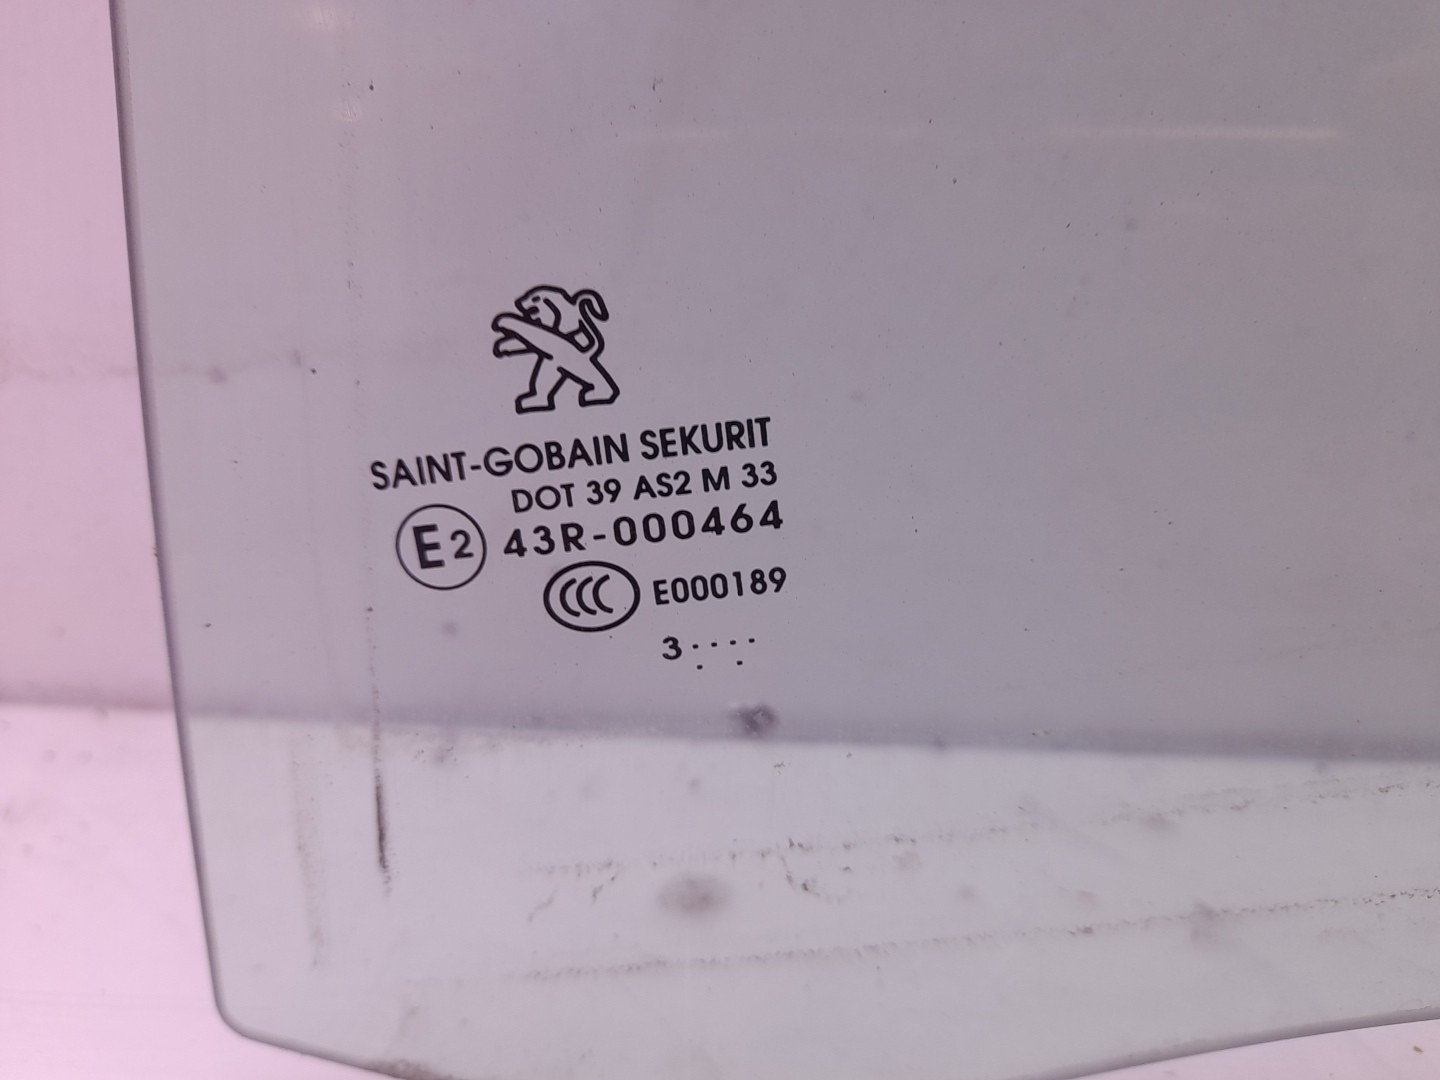 SAINT-GOBAIN SEKURIT
DOT 39 AS2 M 33
E2 43R-000464
CCC E000189
3